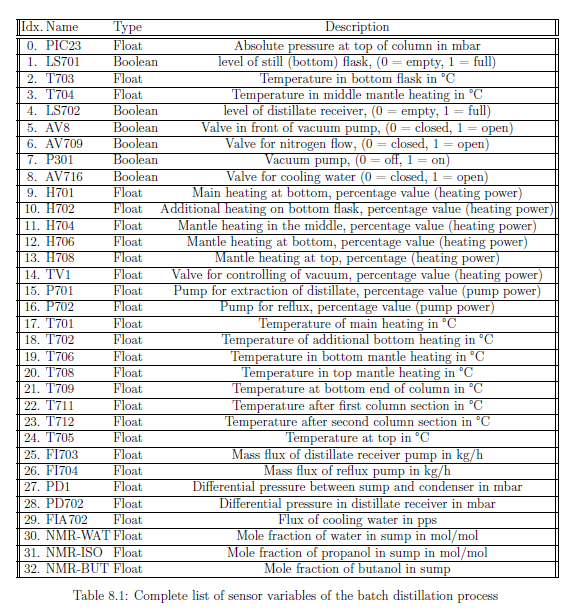 Idx. Name Type Description
0. PIC23 Float Absolute pressure at top of column in mbar
1. LS701 Boolean level of still (bottom) flask, (0 = empty, 1 = full)
2. T703 Float Temperature in bottom flask in °C
3. T704 Float Temperature in middle mantle heating in °C
4. LS702 Boolean level of distillate receiver, (0 = empty, 1 = full)
5. AV8 Boolean Valve in front of vacuum pump, (0 = closed, 1 = open)
6. AV709 Boolean Valve for nitrogen flow, (0 = closed, 1 = open)
7. P301 Boolean Vacuum pump, (0 = off, 1 = on)
8. AV716 Boolean Valve for cooling water (0 = closed, 1 = open)
9. H701 Float Main heating at bottom, percentage value (heating power)
10. H702 Float Additional heating on bottom flask, percentage value (heating power)
11. H704 Float Mantle heating in the middle, percentage value (heating power)
12. H706 Float Mantle heating at bottom, percentage value (heating power)
13. H708 Float Mantle heating at top, percentage (heating power)
14. TV1 Float Valve for controlling of vacuum, percentage value (heating power)
15. P701 Float Pump for extraction of distillate, percentage value (pump power)
16. P702 Float Pump for reflux, percentage value (pump power)
17. T701 Float Temperature of main heating in °C
18. T702 Float Temperature of additional bottom heating in °C
19. T706 Float Temperature in bottom mantle heating in °C
20. T708 Float Temperature in top mantle heating in °C
21. T709 Float Temperature at bottom end of column in °C
22. T711 Float Temperature after first column section in °C
23. T712 Float Temperature after second column section in °C
24. T705 Float Temperature at top in °C
25. FI703 Float Mass flux of distillate receiver pump in kg/h
26. FI704 Float Mass flux of reflux pump in kg/h
27. PD1 Float Differential pressure between sump and condenser in mbar
28. PD702 Float Differential pressure in distillate receiver in mbar
29. FIA702 Float Flux of cooling water in pps
30. NMR-WAT Float Mole fraction of water in sump in mol/mol
31. NMR-ISO Float Mole fraction of propanol in sump in mol/mol
32. NMR-BUT Float Mole fraction of butanol in sump
Table 8.1: Complete list of sensor variables of the batch distillation process